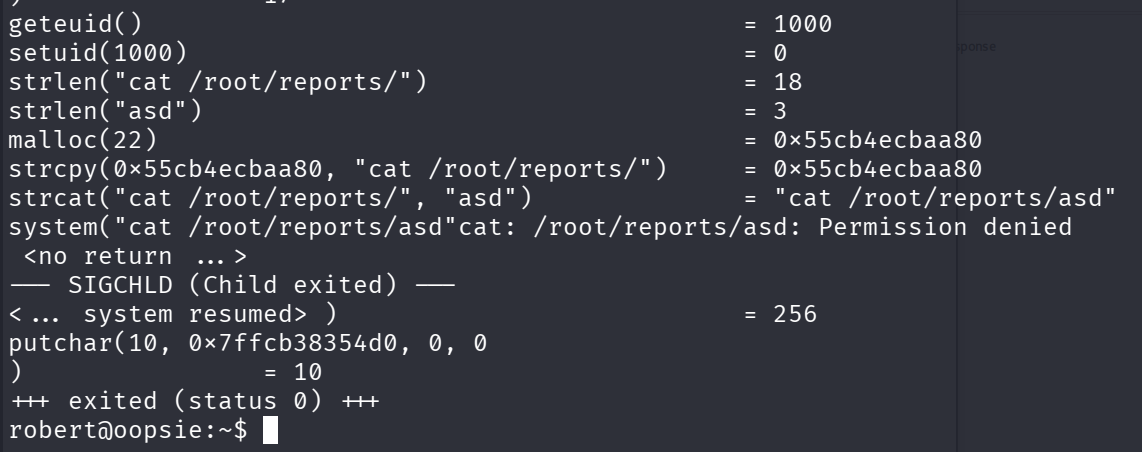 geteuid() = 1000
setuid(1000) = 0
strlen("cat /root/reports/") = 18
strlen("asd") = 3
malloc(22) = 0x55cb4ecbaa80
strcpy(0x55cb4ecbaa80, "cat /root/reports/") = 0x55cb4ecbaa80
strcat("cat /root/reports/", "asd") = "cat /root/reports/asd"
system("cat /root/reports/asd"cat: /root/reports/asd: Permission denied
<no return ...>
--- SIGCHLD (Child exited) ---
<... system resumed> ) = 256
putchar(10, 0x7ffcb38354d0, 0, 0
) = 10
+++ exited (status 0) +++
robert@oopsie:~$